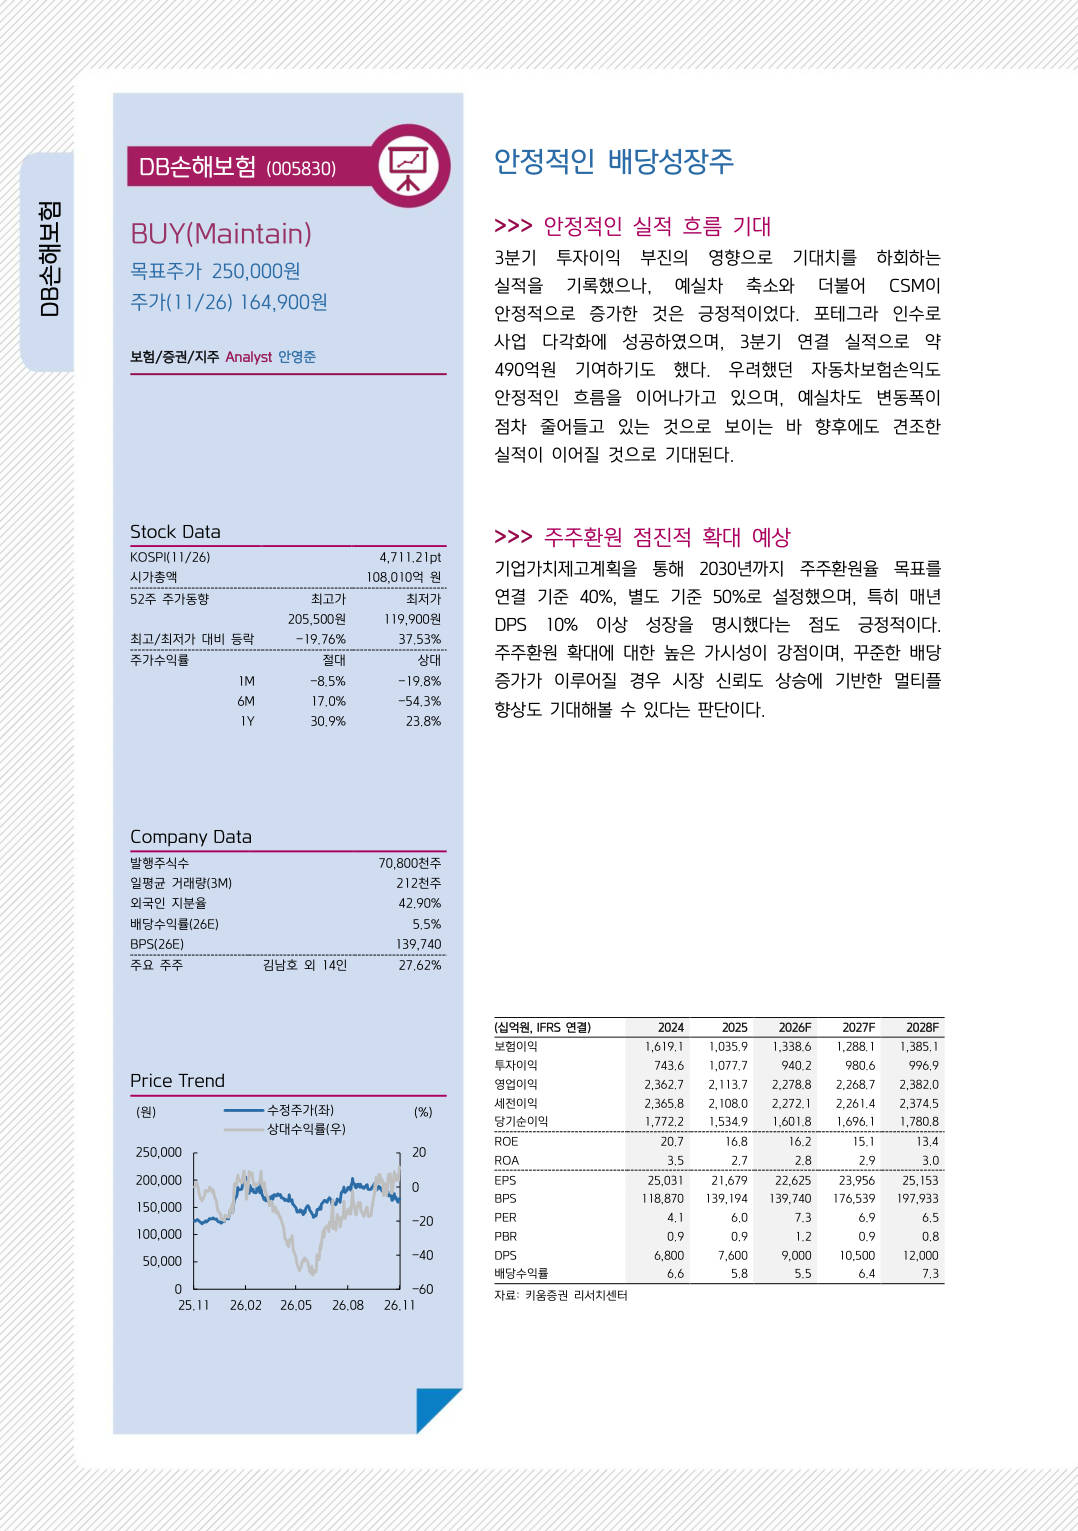 DB손해보험
DB손해보험 (005830)
BUY(Maintain)
목표주가 250,000원
주가(11/26) 164,900원
보험/증권/지주 Analyst 안영준
Stock Data
KOSPI(11/26) 4,711.21pt
시가총액 108,010억 원
52주 주가동향 최고가 최저가
205,500원 119,900원
최고/최저가 대비 등락 -19.76% 37.53%
주가수익률 절대 상대
1M -8.5% -19.8%
6M 17.0% -54.3%
1Y 30.9% 23.8%
Company Data
발행주식수 70,800천주
일평균 거래량(3M) 212천주
외국인 지분율 42.90%
배당수익률(26E) 5.5%
BPS(26E) 139,740
주요 주주 김남호 외 14인 27.62%
Price Trend
(원) 수정주가(좌) (%)
상대수익률(우)
250,000 20
200,000 0
150,000 -20
100,000 -40
50,000 -60
0
25.11 26.02 26.05 26.08 26.11
안정적인 배당성장주
>>> 안정적인 실적 흐름 기대
3분기 투자이익 부진의 영향으로 기대치를 하회하는
실적을 기록했으나, 예실차 축소와 더불어 CSM이
안정적으로 증가한 것은 긍정적이었다. 포테그라 인수로
사업 다각화에 성공하였으며, 3분기 연결 실적으로 약
490억원 기여하기도 했다. 우려했던 자동차보험손익도
안정적인 흐름을 이어나가고 있으며, 예실차도 변동폭이
점차 줄어들고 있는 것으로 보이는 바 향후에도 견조한
실적이 이어질 것으로 기대된다.
>>> 주주환원 점진적 확대 예상
기업가치제고계획을 통해 2030년까지 주주환원율 목표를
연결 기준 40%, 별도 기준 50%로 설정했으며, 특히 매년
DPS 10% 이상 성장을 명시했다는 점도 긍정적이다.
주주환원 확대에 대한 높은 가시성이 강점이며, 꾸준한 배당
증가가 이루어질 경우 시장 신뢰도 상승에 기반한 멀티플
향상도 기대해볼 수 있다는 판단이다.
(십억원, IFRS 연결) 2024 2025 2026F 2027F 2028F
보험이익 1,619.1 1,035.9 1,338.6 1,288.1 1,385.1
투자이익 743.6 1,077.7 940.2 980.6 996.9
영업이익 2,362.7 2,113.7 2,278.8 2,268.7 2,382.0
세전이익 2,365.8 2,108.0 2,272.1 2,261.4 2,374.5
당기순이익 1,772.2 1,534.9 1,601.8 1,696.1 1,780.8
ROE 20.7 16.8 16.2 15.1 13.4
ROA 3.5 2.7 2.8 2.9 3.0
EPS 25,031 21,679 22,625 23,956 25,153
BPS 118,870 139,194 139,740 176,539 197,933
PER 4.1 6.0 7.3 6.9 6.5
PBR 0.9 0.9 1.2 0.9 0.8
DPS 6,800 7,600 9,000 10,500 12,000
배당수익률 6.6 5.8 5.5 6.4 7.3
자료: 키움증권 리서치센터